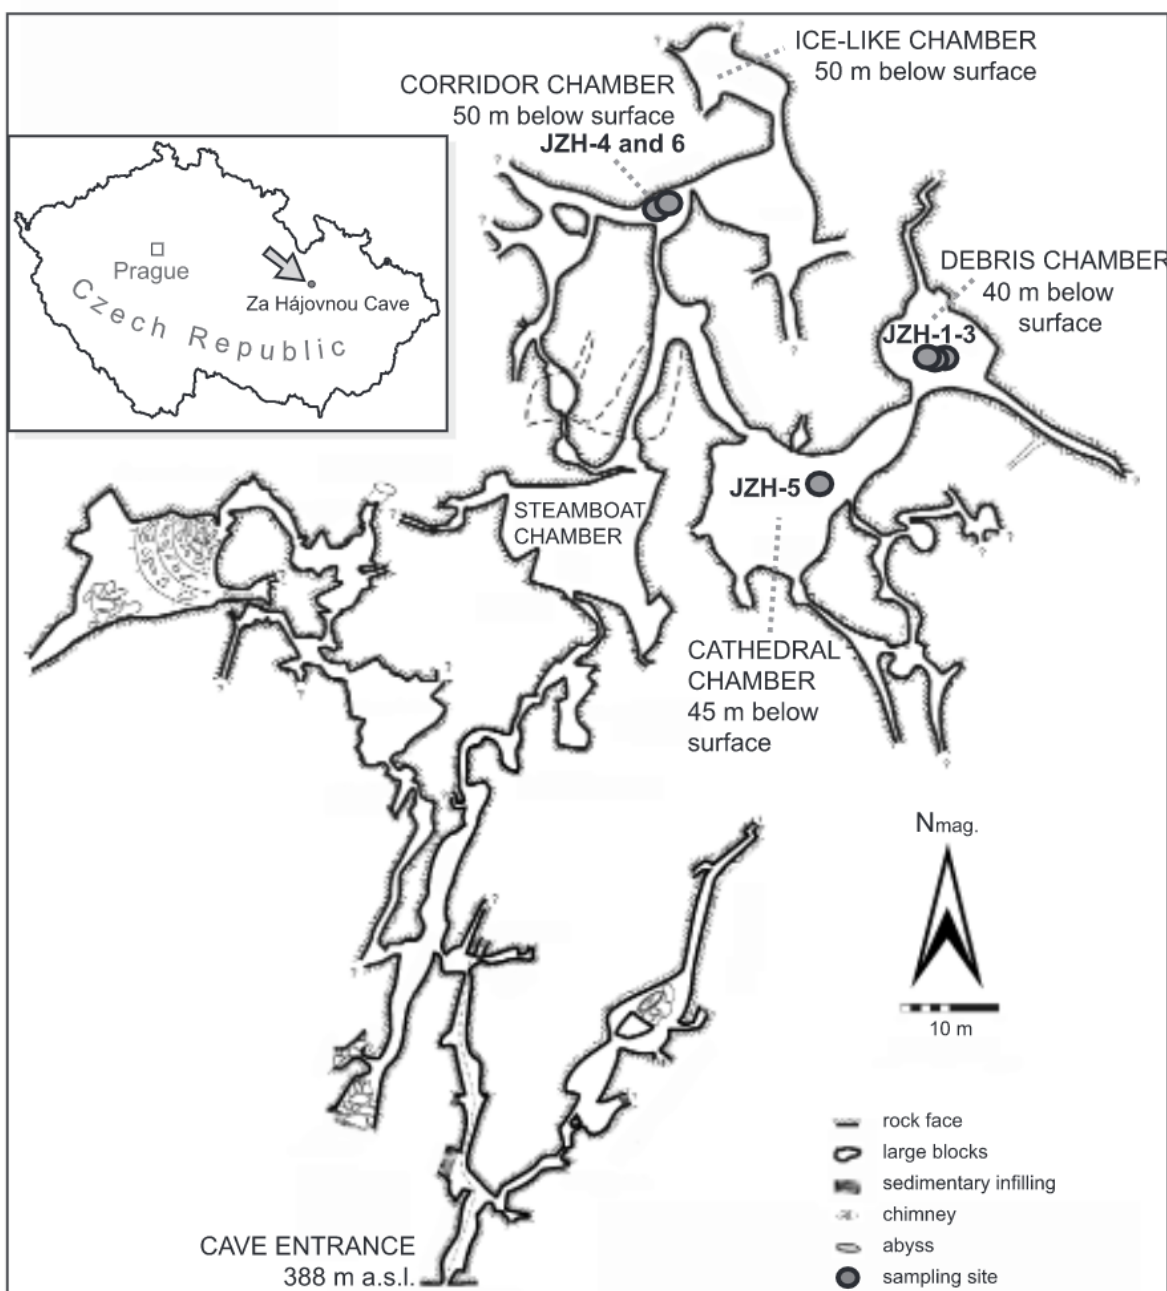 ICE-LIKE CHAMBER
50 m below surface
CORRIDOR CHAMBER
50 m below surface
JZH-4 and 6
Prague
Za Hájovnou Cave
Czech Republic
DEBRIS CHAMBER
40 m below
surface
JZH-1-3
JZH-5
STEAMBOAT
CHAMBER
CATHEDRAL
CHAMBER
45 m below
surface
Nmag.
10 m
rock face
large blocks
sedimentary infilling
chimney
abyss
sampling site
CAVE ENTRANCE
388 m a.s.l.